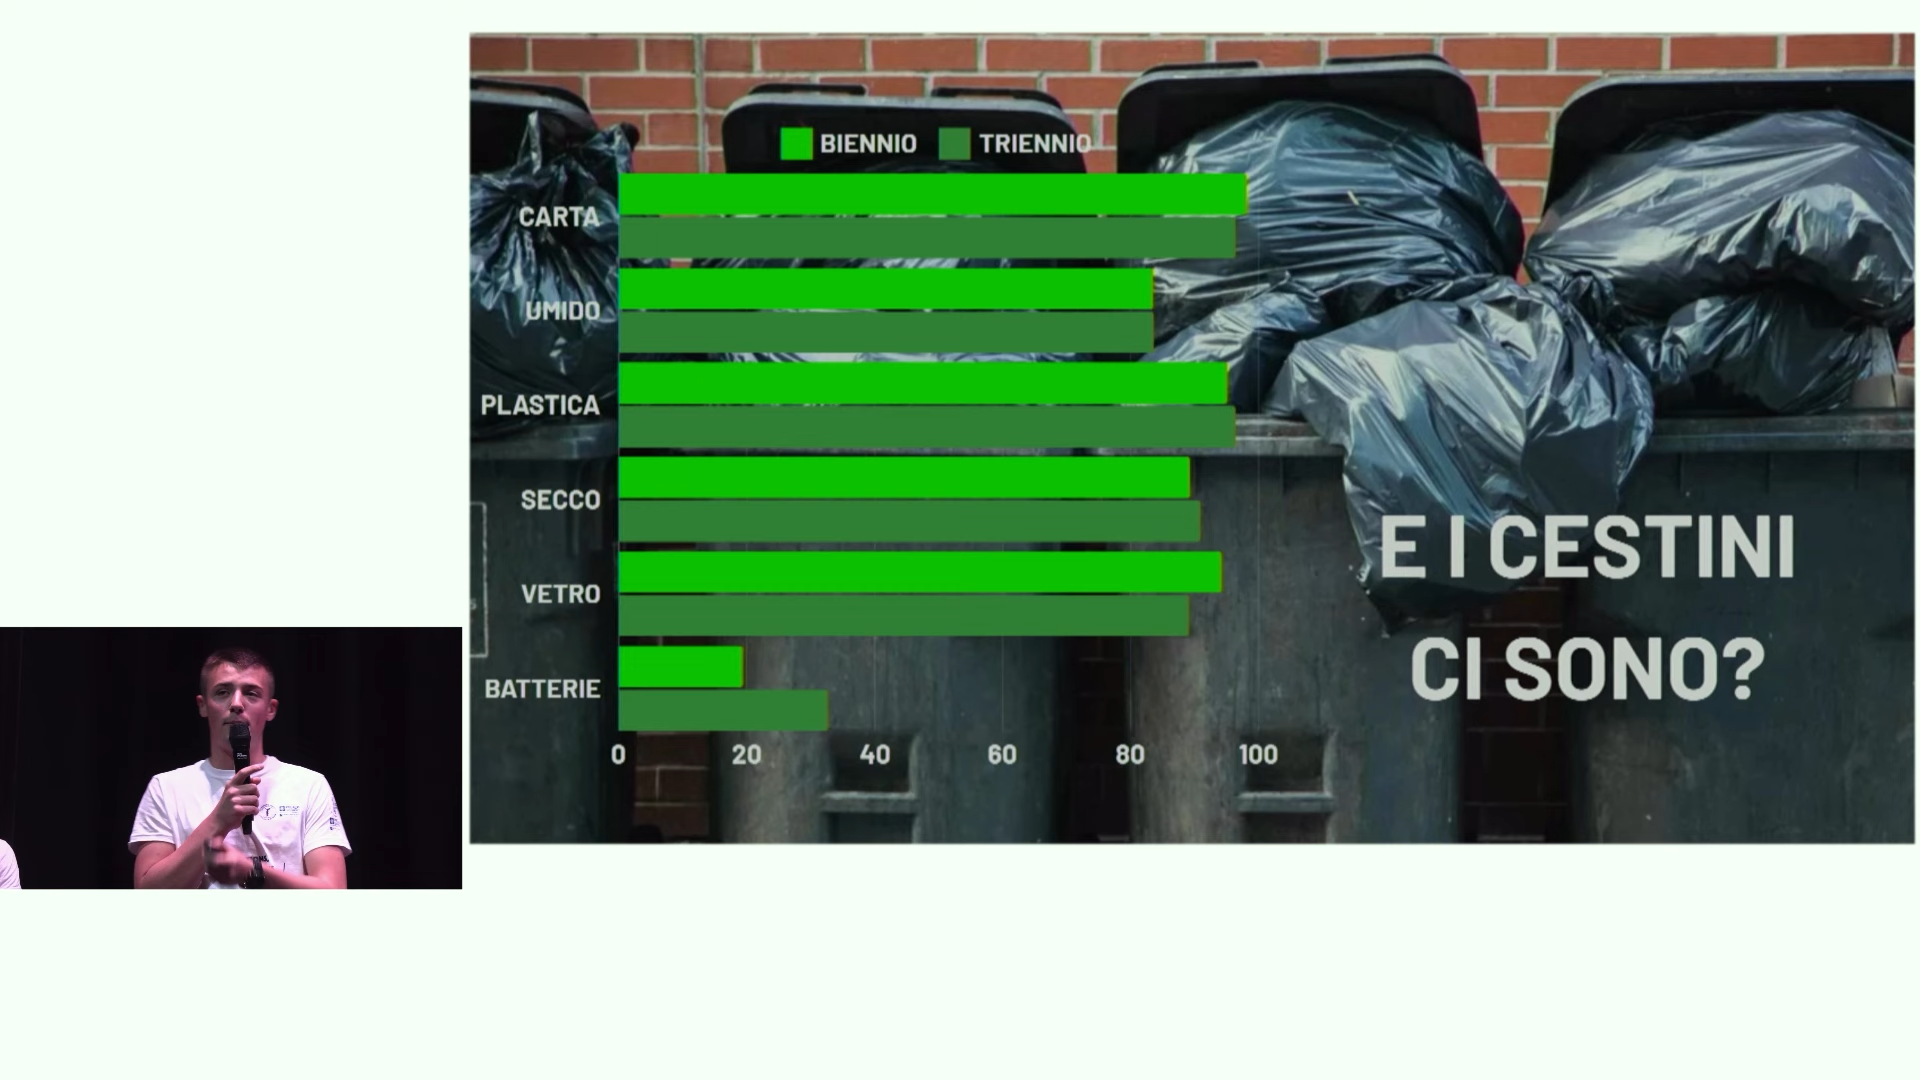 BIENNIO TRIENNIO
CARTA
UMIDO
PLASTICA
SECCO
VETRO
BATTERIE
0 20 40 60 80 100
E I CESTINI
CI SONO?